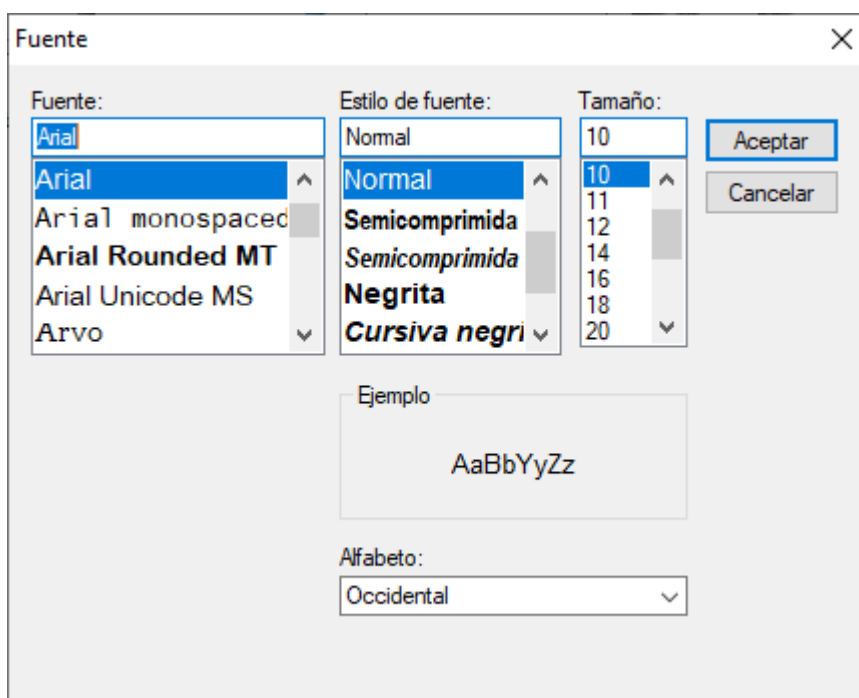 Fuente
Fuente:
Estilo de fuente:
Tamaño:
Arial
Normal
10
Aceptar
Arial
Arial monospaced
Arial Rounded MT
Arial Unicode MS
Arvo
Normal
Semicomprimida
Semicomprimida
Negrita
Cursiva negri
10
11
12
14
16
18
20
Cancelar
Ejemplo
AaBbYyZz
Alfabeto:
Occidental